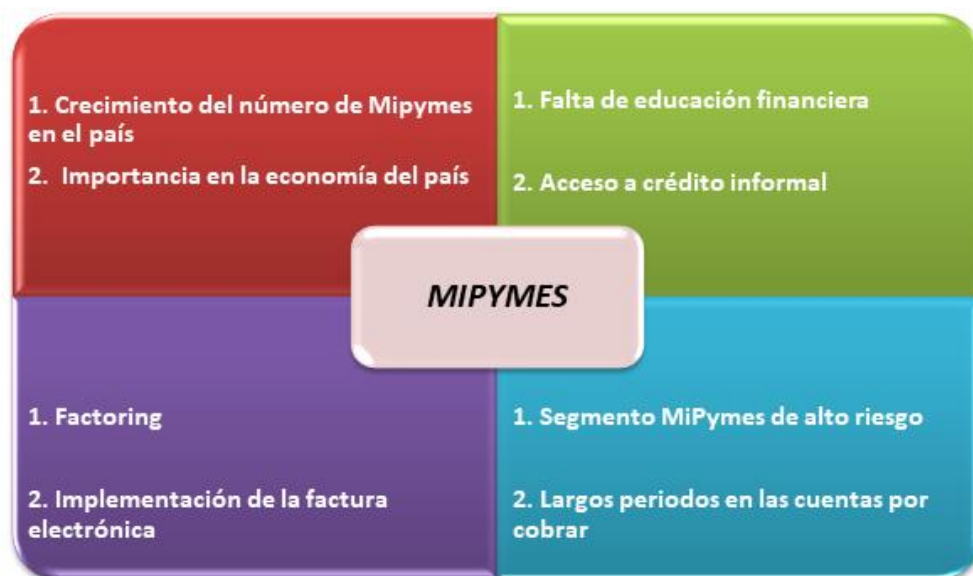 1. Crecimiento del número de Mipymes
en el país
2. Importancia en la economía del país
1. Falta de educación financiera
2. Acceso a crédito informal
MIPYMES
1. Factoring
2. Implementación de la factura
electrónica
1. Segmento MiPymes de alto riesgo
2. Largos periodos en las cuentas por
cobrar